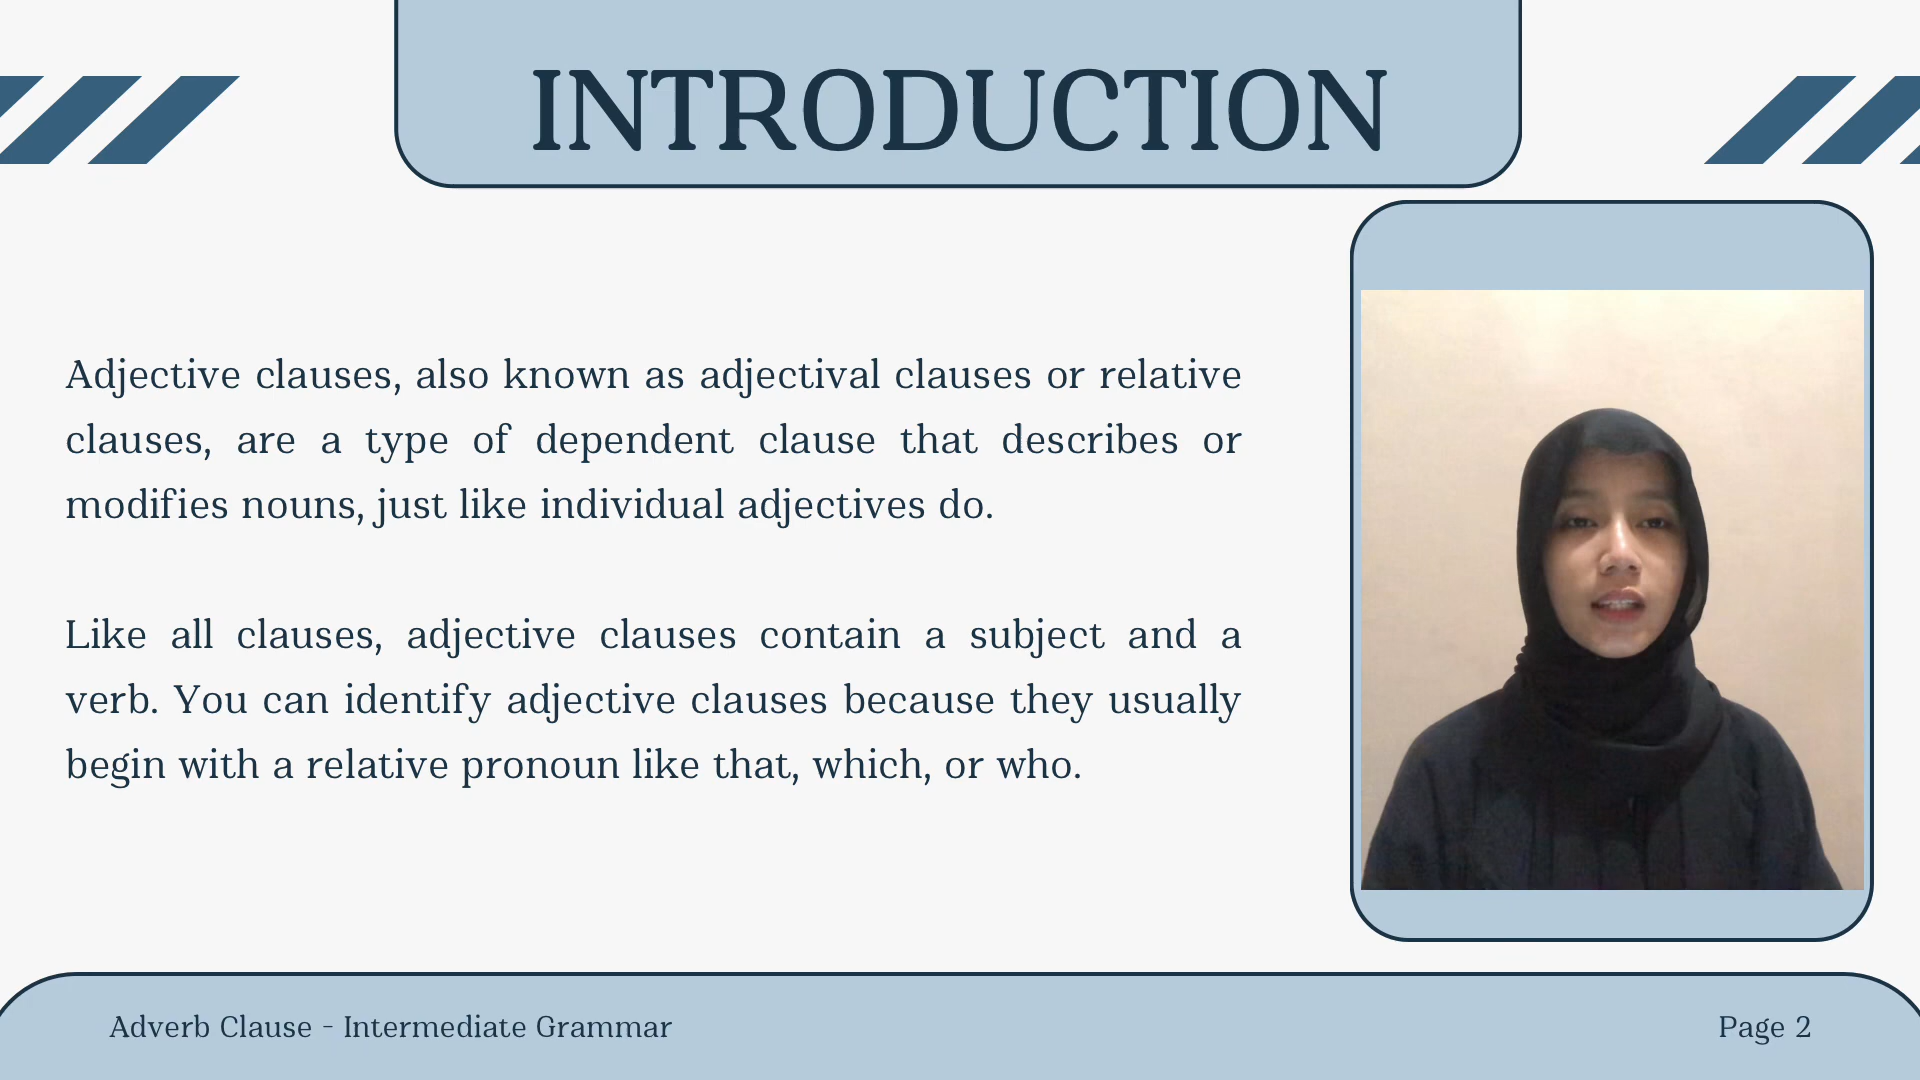 INTRODUCTION
Adjective clauses, also known as adjectival clauses or relative
clauses, are a type of dependent clause that describes or
modifies nouns, just like individual adjectives do.
Like all clauses, adjective clauses contain a subject and a
verb. You can identify adjective clauses because they usually
begin with a relative pronoun like that, which, or who.
Adverb Clause - Intermediate Grammar
Page 2